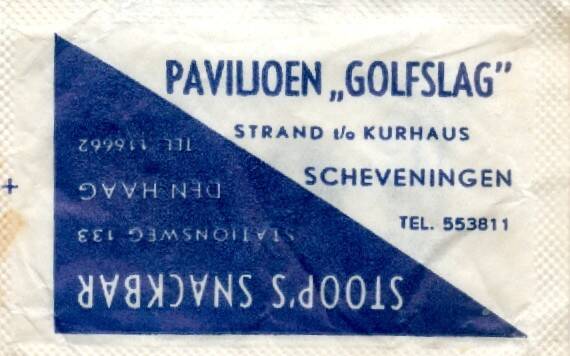 PAVILJOEN „GOLFSLAG"
STRAND t/o KURHAUS
SCHEVENINGEN
TEL. 553811
STOOP'S SNACKBAR
STATIONSWEG 133
DEN HAAG
TEL. 116662